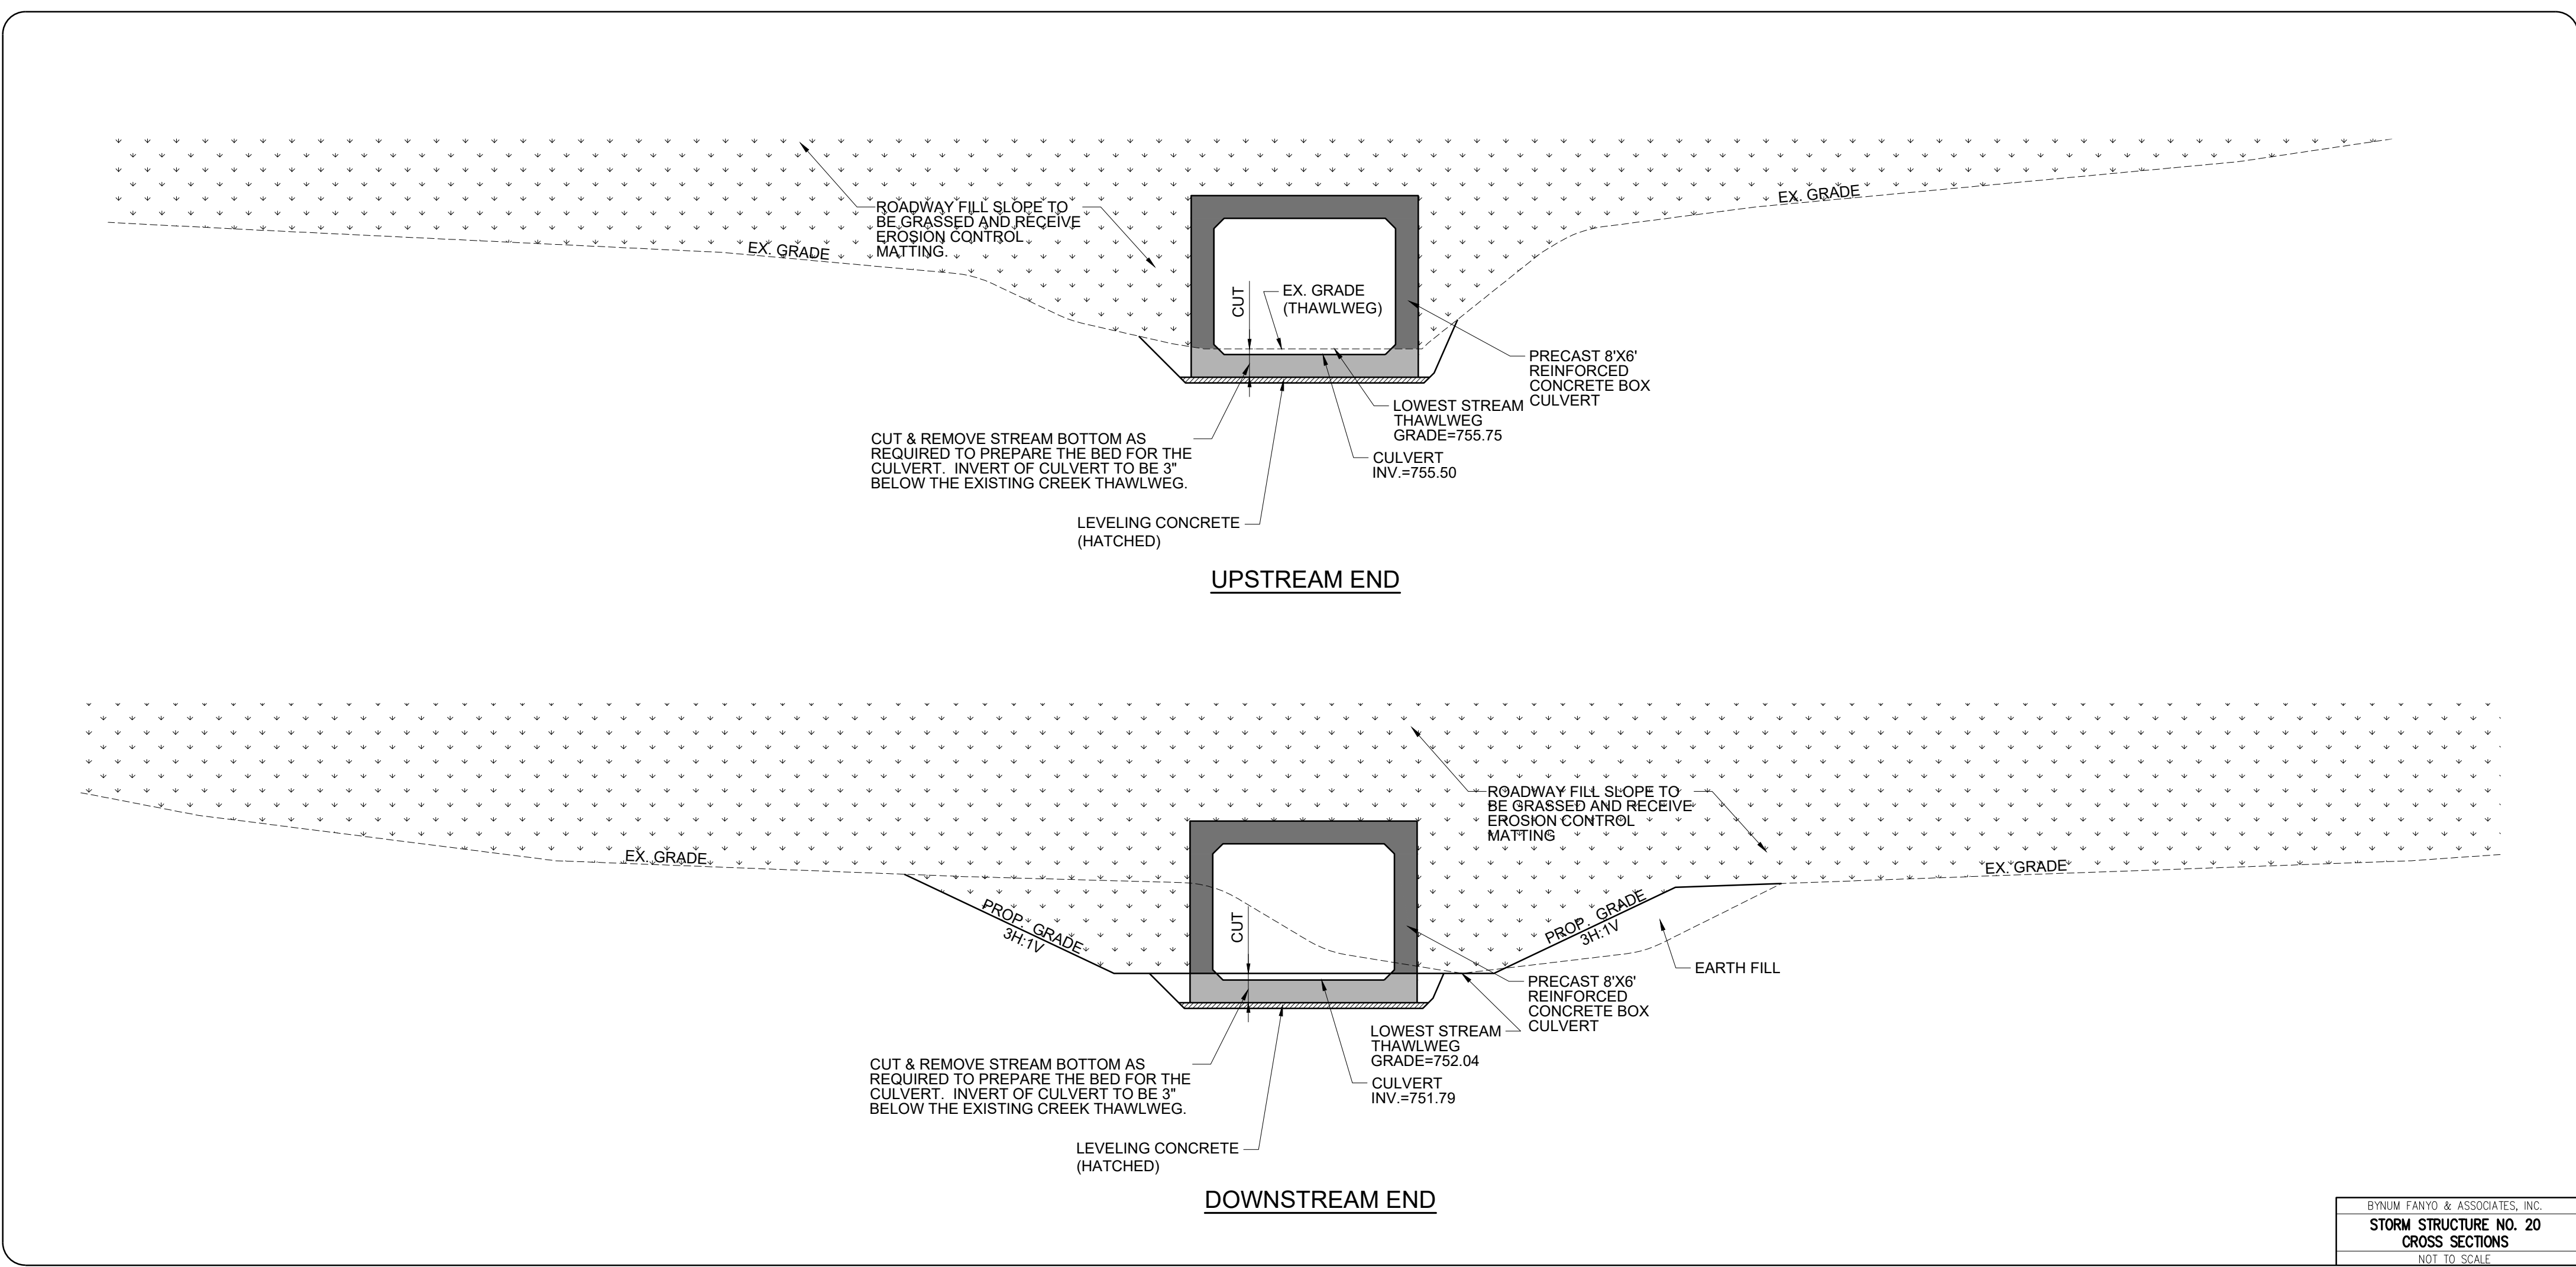 ROADWAY FILL SLOPE TO
BE GRASSED AND RECEIVE
EROSION CONTROL
MATTING.
EX. GRADE
EX. GRADE
CUT
EX. GRADE
(THAWLWEG)
PRECAST 8'X6'
REINFORCED
CONCRETE BOX
CULVERT
LOWEST STREAM
THAWLWEG
GRADE=755.75
CULVERT
INV.=755.50
CUT & REMOVE STREAM BOTTOM AS
REQUIRED TO PREPARE THE BED FOR THE
CULVERT. INVERT OF CULVERT TO BE 3"
BELOW THE EXISTING CREEK THAWLWEG.
LEVELING CONCRETE
(HATCHED)
UPSTREAM END
ROADWAY FILL SLOPE TO
BE GRASSED AND RECEIVE
EROSION CONTROL
MATTING
EX. GRADE
EX. GRADE
PROP. GRADE
3H:1V
CUT
PROP. GRADE
3H:1V
EARTH FILL
PRECAST 8'X6'
REINFORCED
CONCRETE BOX
CULVERT
LOWEST STREAM
THAWLWEG
GRADE=752.04
CULVERT
INV.=751.79
CUT & REMOVE STREAM BOTTOM AS
REQUIRED TO PREPARE THE BED FOR THE
CULVERT. INVERT OF CULVERT TO BE 3"
BELOW THE EXISTING CREEK THAWLWEG.
LEVELING CONCRETE
(HATCHED)
DOWNSTREAM END
BYNUM FANYO & ASSOCIATES, INC.
STORM STRUCTURE NO. 20
CROSS SECTIONS
NOT TO SCALE